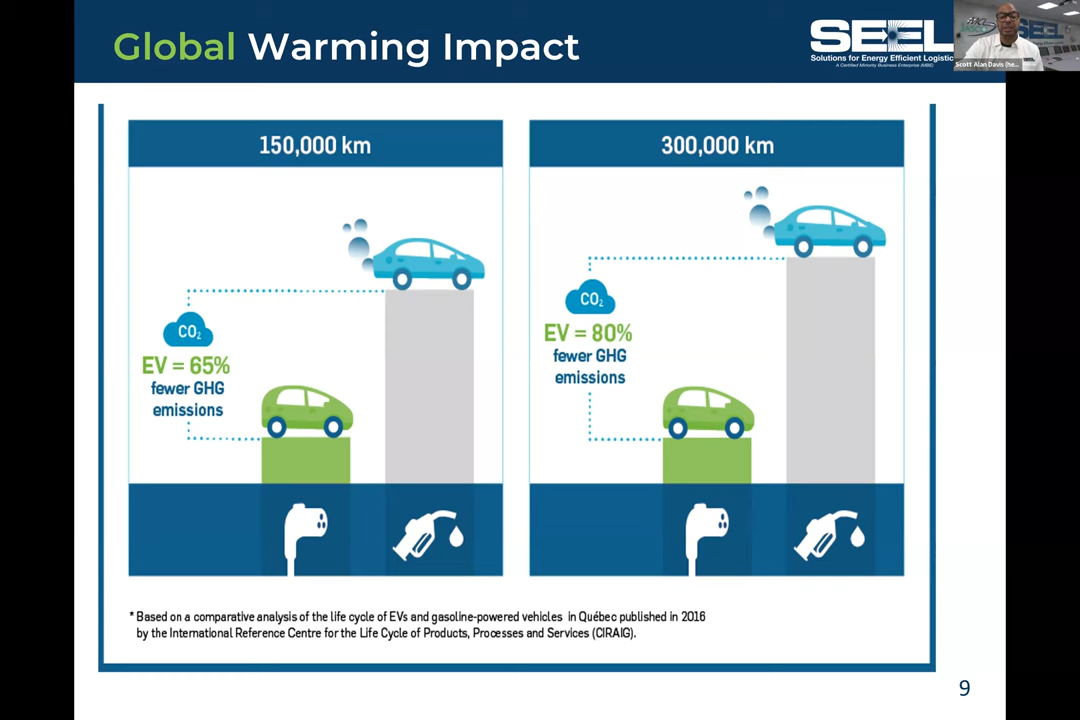 Global Warming Impact
SEEL
Solutions for Energy Efficient Logistic
A Certified Minority Business Enterprise (MBE)
SEEL
Scott Alan Davis (he...
150,000 km
300,000 km
CO₂
EV = 65%
fewer GHG
emissions
CO₂
EV = 80%
fewer GHG
emissions
* Based on a comparative analysis of the life cycle of EVs and gasoline-powered vehicles in Québec published in 2016
by the International Reference Centre for the Life Cycle of Products, Processes and Services (CIRAIG).
9